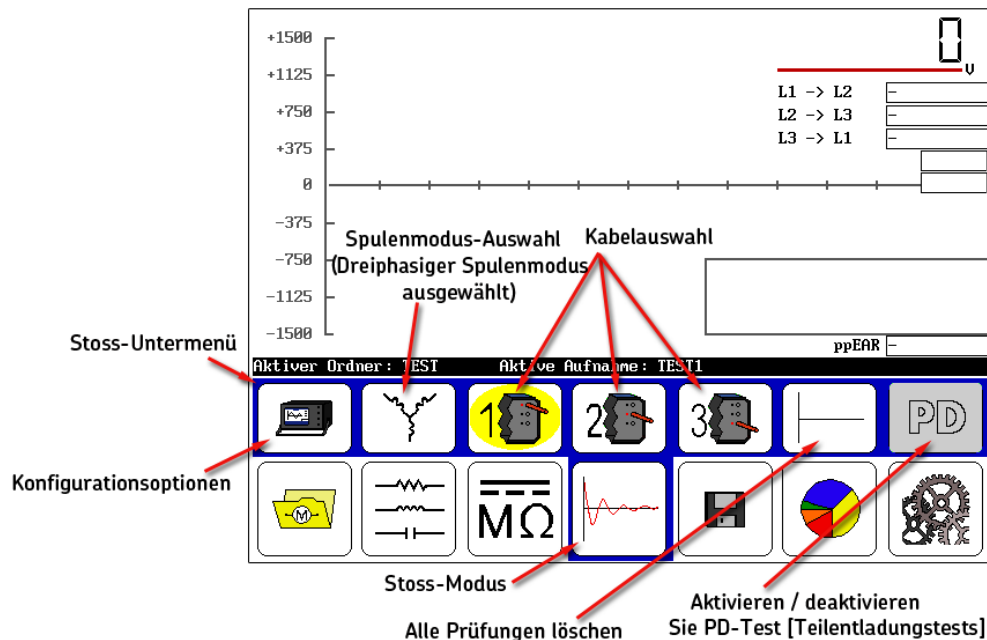 +1500
0
V
+1125
L1 -> L2 -
+750
L2 -> L3 -
+375
L3 -> L1 -
0
-375
Spulenmodus-Auswahl
(Dreiphasiger Spulenmodus
ausgewählt)
Kabelauswahl
-750
-1125
-1500
Stoss-Untermenü
ppEAR -
Aktiver Ordner: TEST Aktive Aufnahme: TEST1
1 2 3 PD
Konfigurationsoptionen
M
MΩ
Stoss-Modus
Alle Prüfungen löschen
Aktivieren / deaktivieren
Sie PD-Test [Teilentladungstests]